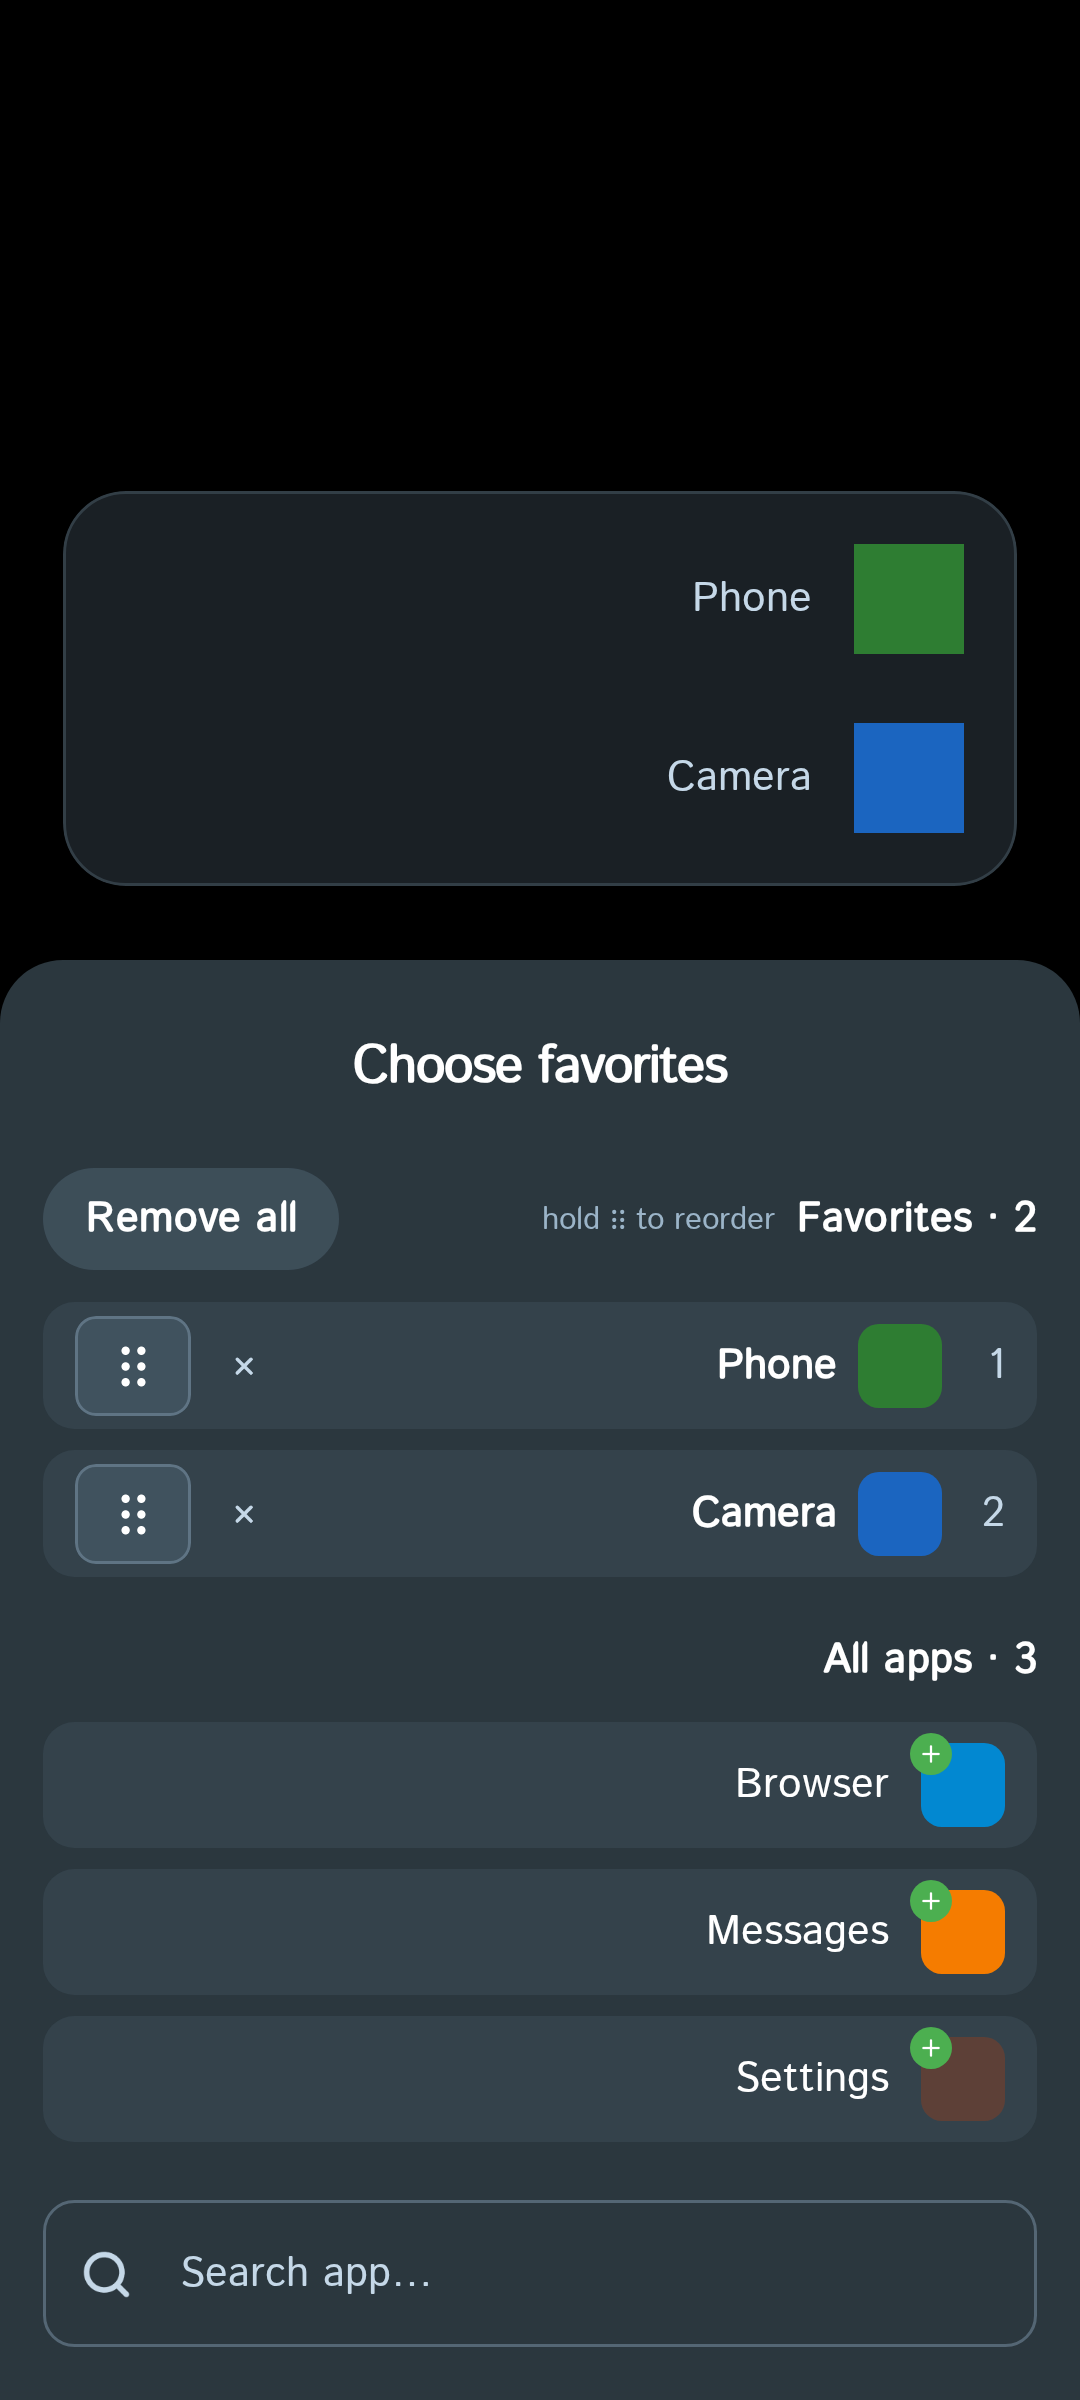 Phone
Camera
Choose favorites
Remove all hold ⠿ to reorder Favorites · 2
× Phone 1
× Camera 2
All apps · 3
+ Browser
+ Messages
+ Settings
Search app…